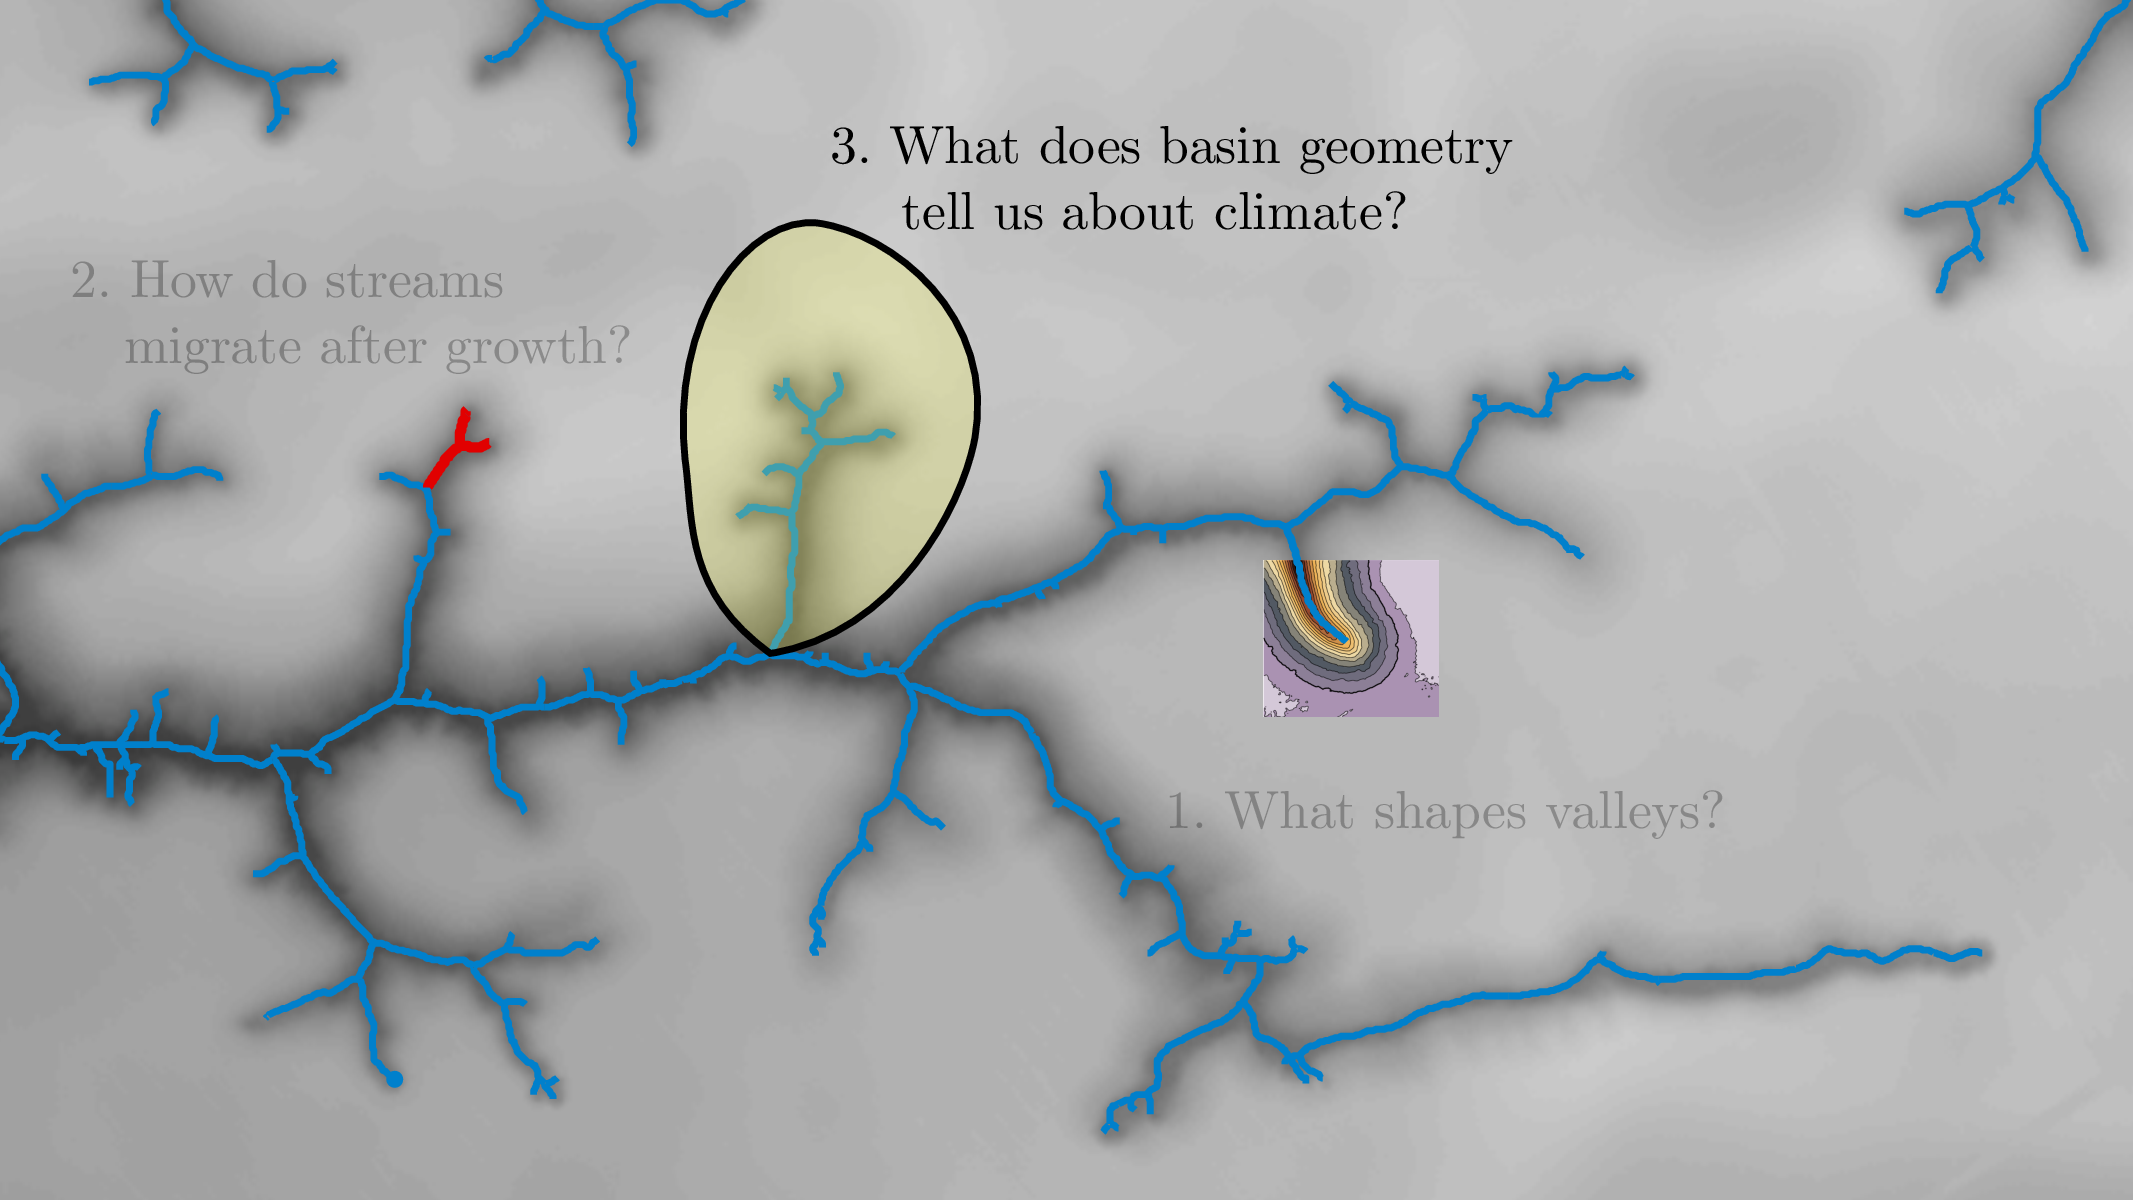 3. What does basin geometry
tell us about climate?
2. How do streams
migrate after growth?
1. What shapes valleys?